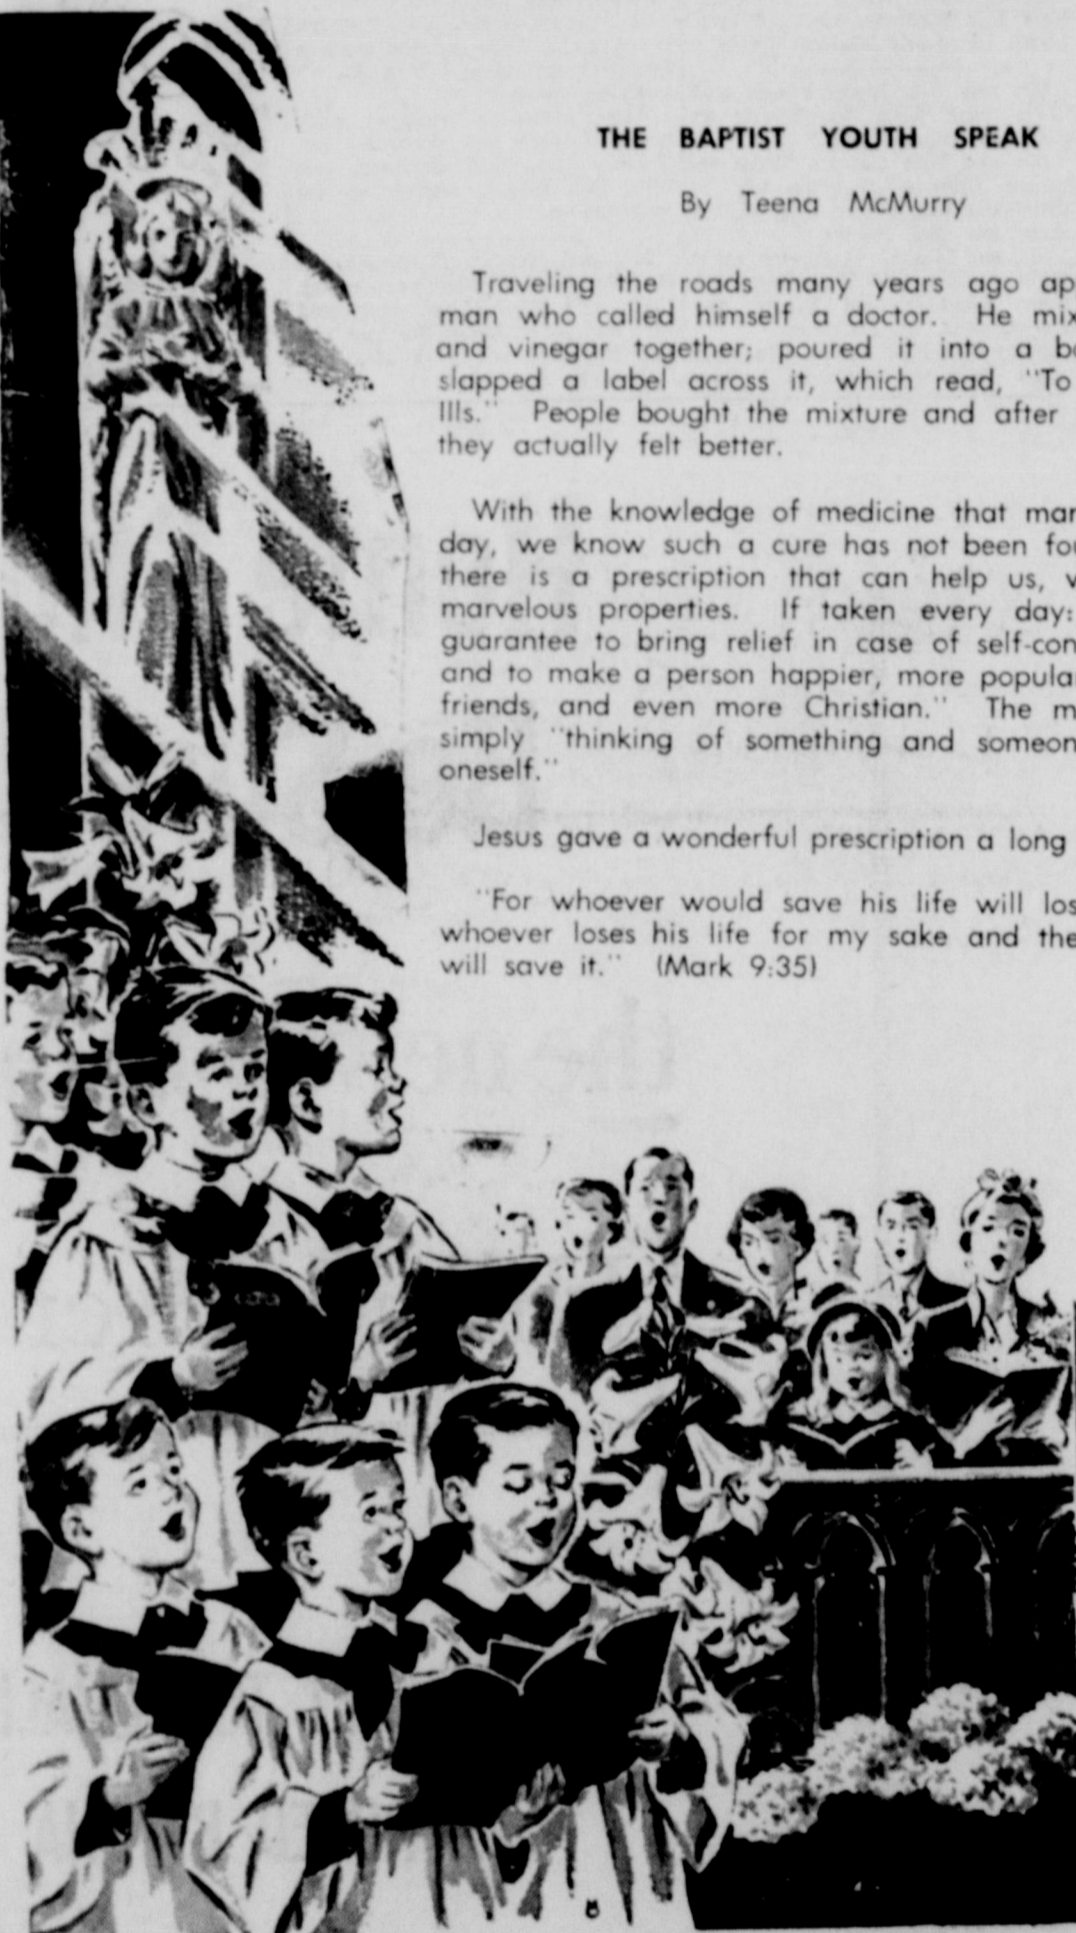 THE BAPTIST YOUTH SPEAK
By Teena McMurry
Traveling the roads many years ago ap
man who called himself a doctor. He mix
and vinegar together; poured it into a b
slapped a label across it, which read, "To
Ills." People bought the mixture and after
they actually felt better.
With the knowledge of medicine that mar
day, we know such a cure has not been fo
there is a prescription that can help us, v
marvelous properties. If taken every day:
guarantee to bring relief in case of self-con
and to make a person happier, more popula
friends, and even more Christian." The m
simply "thinking of something and someon
oneself."
Jesus gave a wonderful prescription a long
"For whoever would save his life will los
whoever loses his life for my sake and the
will save it." (Mark 9:35)